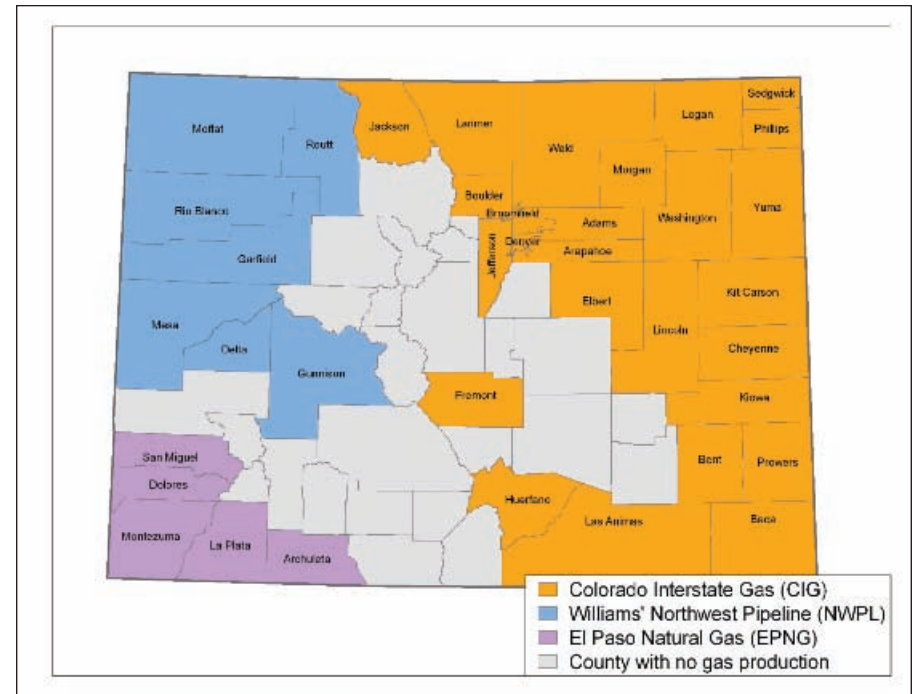 Sedgwick
Logan
Moffat
Jackson
Larimer
Phillips
Routt
Weld
Morgan
Boulder
Rio Blanco
Broomfield
Adams
Washington
Yuma
Jefferson
Denver
Arapahoe
Garfield
Elbert
Kit Carson
Mesa
Lincoln
Delta
Cheyenne
Gunnison
Fremont
Kiowa
San Miguel
Bent
Prowers
Dolores
Huerfano
Las Animas
Baca
Montezuma
La Plata
Archuleta
Colorado Interstate Gas (CIG)
Williams' Northwest Pipeline (NWPL)
El Paso Natural Gas (EPNG)
County with no gas production